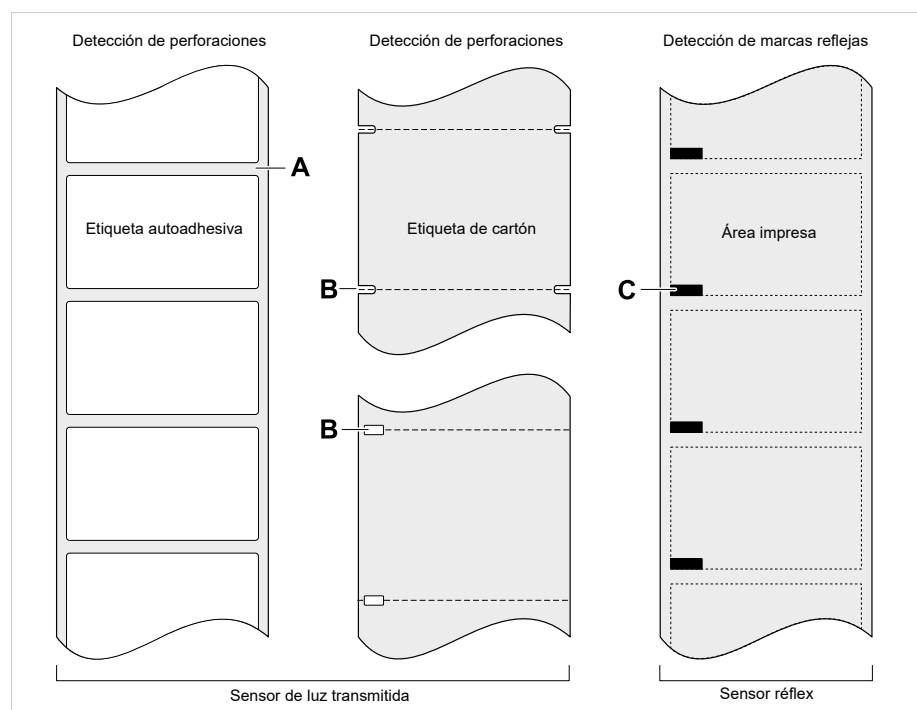 Detección de perforaciones
Detección de perforaciones
Detección de marcas reflejas
A
Etiqueta autoadhesiva
Etiqueta de cartón
Área impresa
B
C
B
Sensor de luz transmitida
Sensor réflex